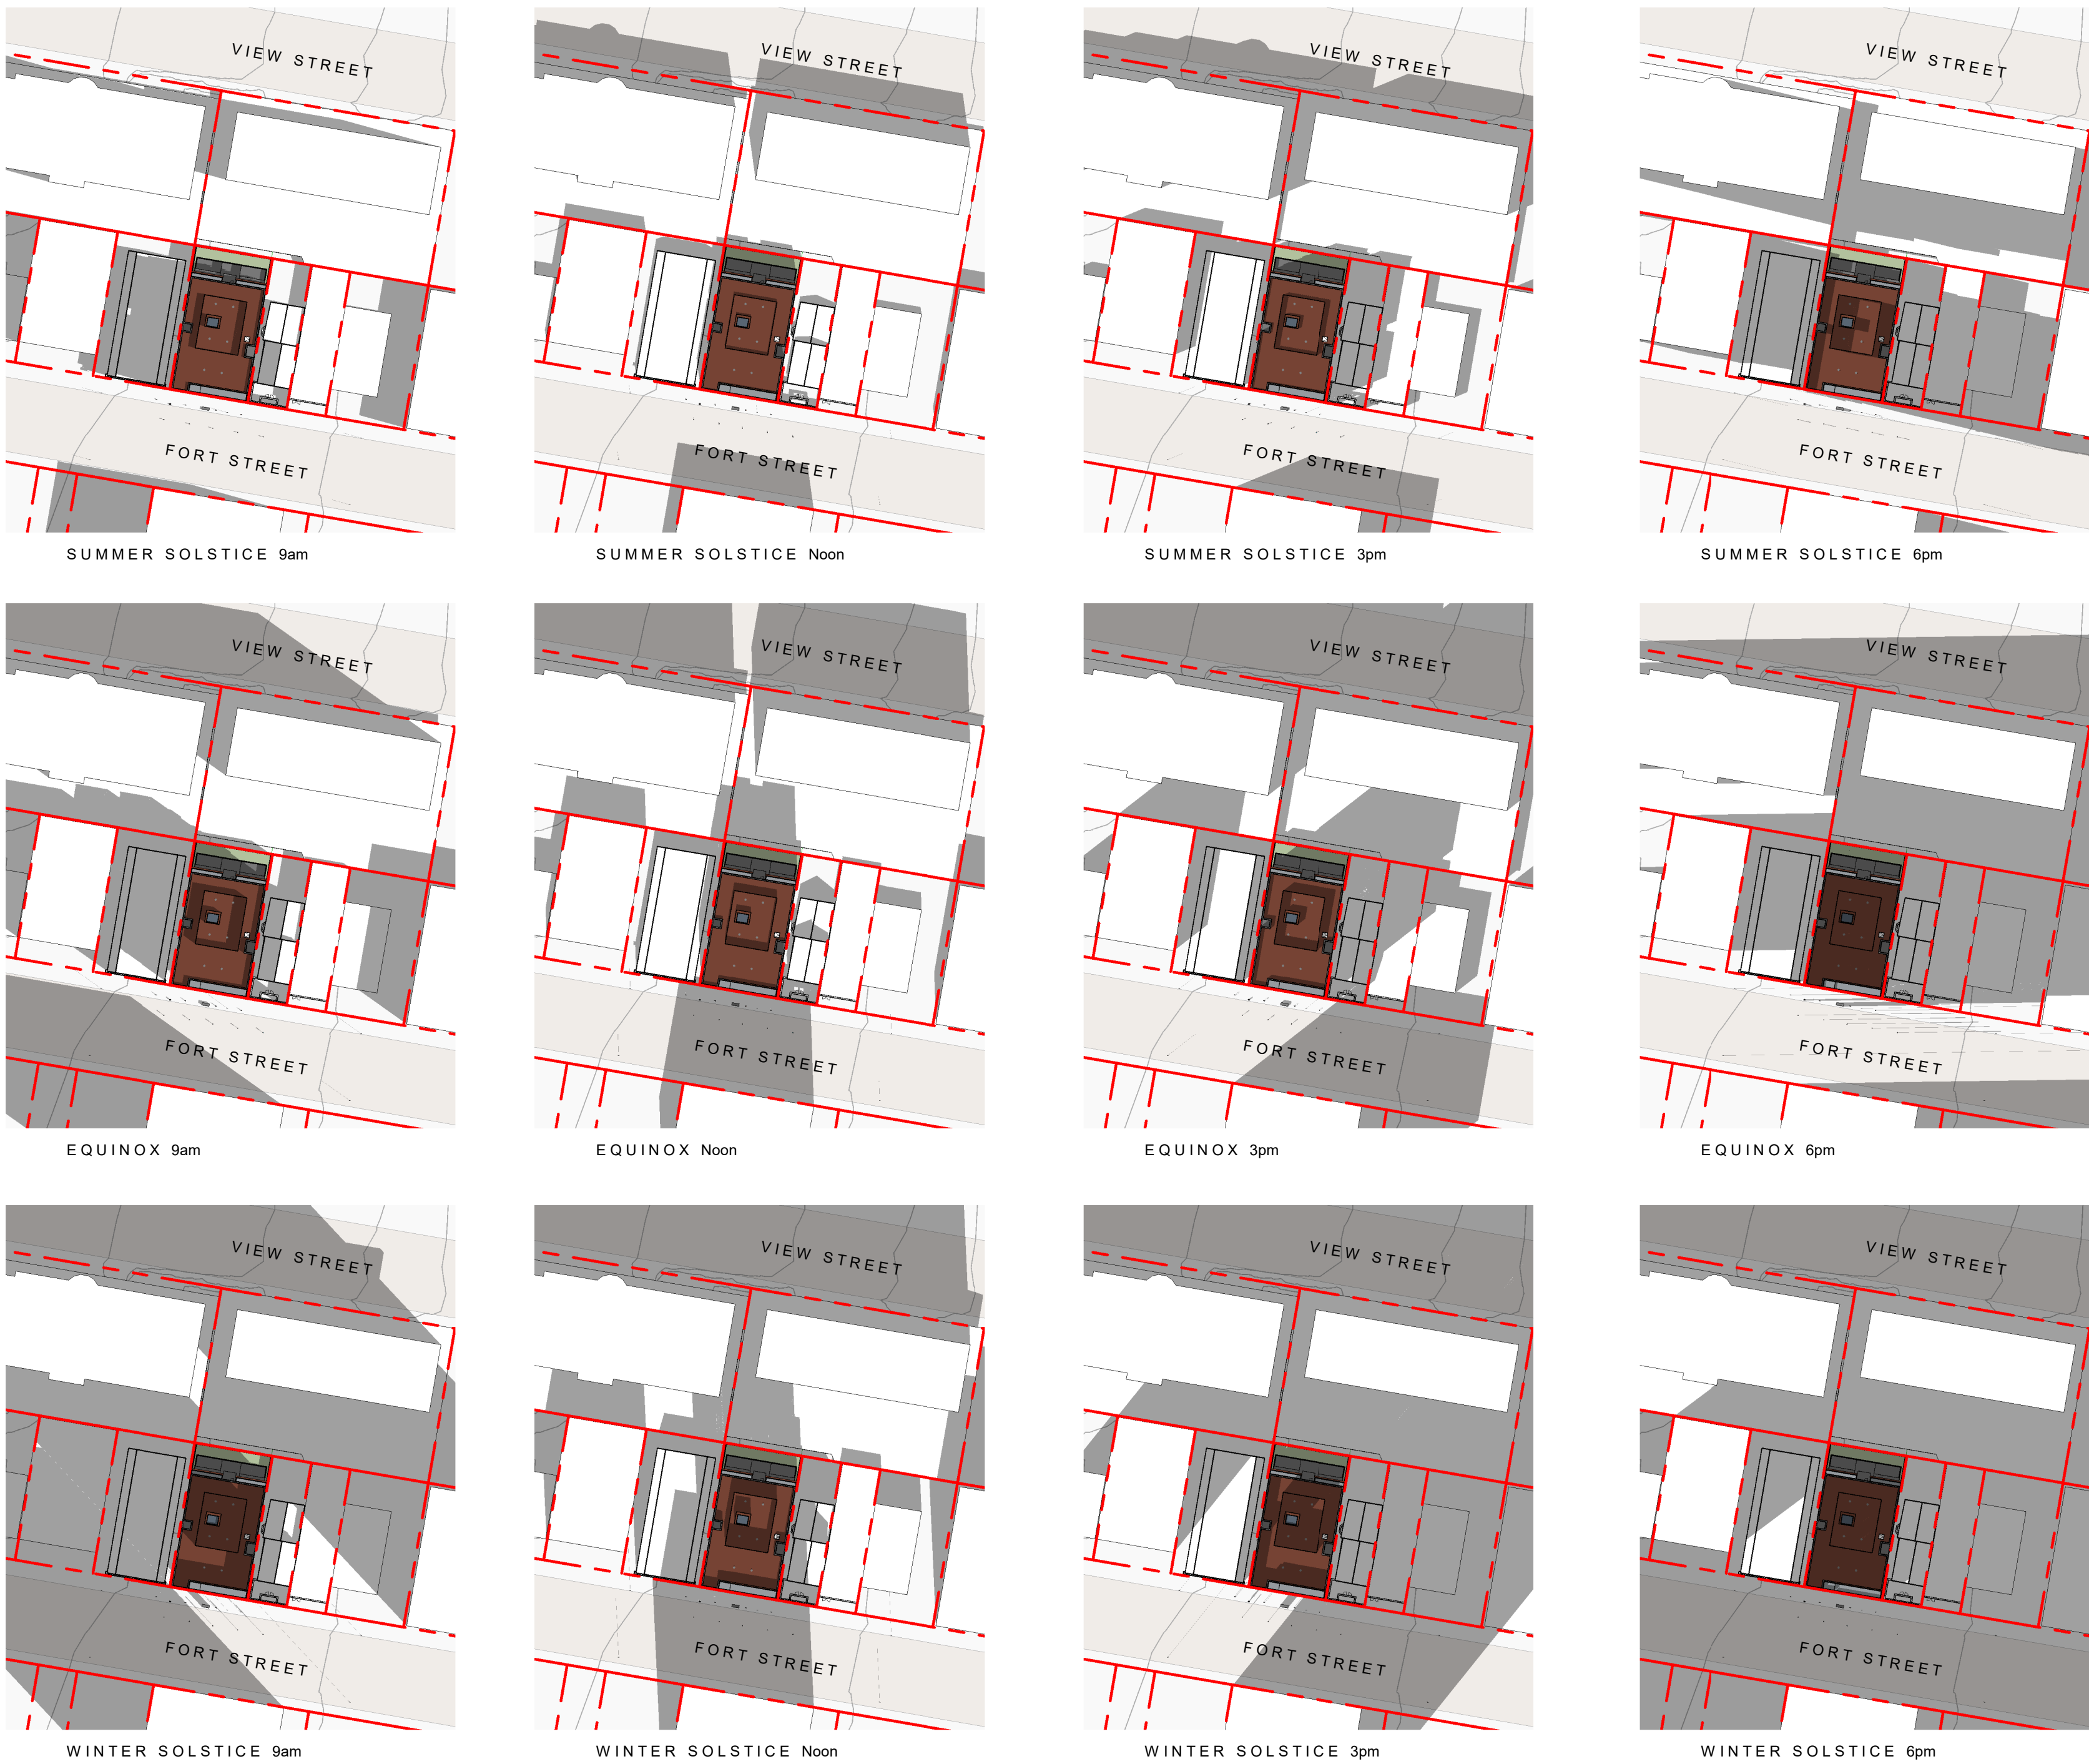 VIEW STREET
VIEW STREET
VIEW STREET
VIEW STREET
FORT STREET
FORT STREET
FORT STREET
FORT STREET
SUMMER SOLSTICE 9am
SUMMER SOLSTICE Noon
SUMMER SOLSTICE 3pm
SUMMER SOLSTICE 6pm
VIEW STREET
VIEW STREET
VIEW STREET
VIEW STREET
FORT STREET
FORT STREET
FORT STREET
FORT STREET
EQUINOX 9am
EQUINOX Noon
EQUINOX 3pm
EQUINOX 6pm
VIEW STREET
VIEW STREET
VIEW STREET
VIEW STREET
FORT STREET
FORT STREET
FORT STREET
FORT STREET
WINTER SOLSTICE 9am
WINTER SOLSTICE Noon
WINTER SOLSTICE 3pm
WINTER SOLSTICE 6pm